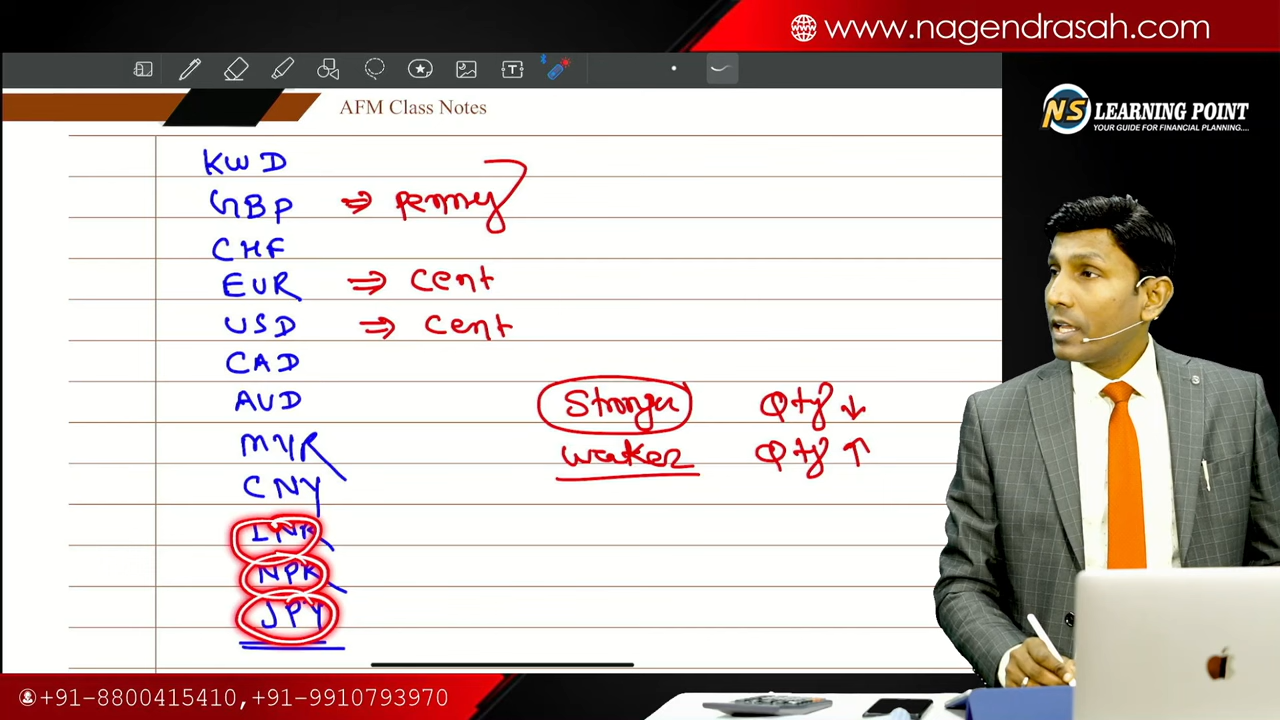 www.nagendrasah.com
AFM Class Notes
NS LEARNING POINT
YOUR GUIDE FOR FINANCIAL PLANNING....
KWD
GBP ⇒ penny
CHF
EUR ⇒ cent
USD ⇒ cent
CAD
AUD
Stronger Qty ↓
MYR
weaker Qty ↑
CNY
INR
NPR
JPY
+91-8800415410,+91-9910793970